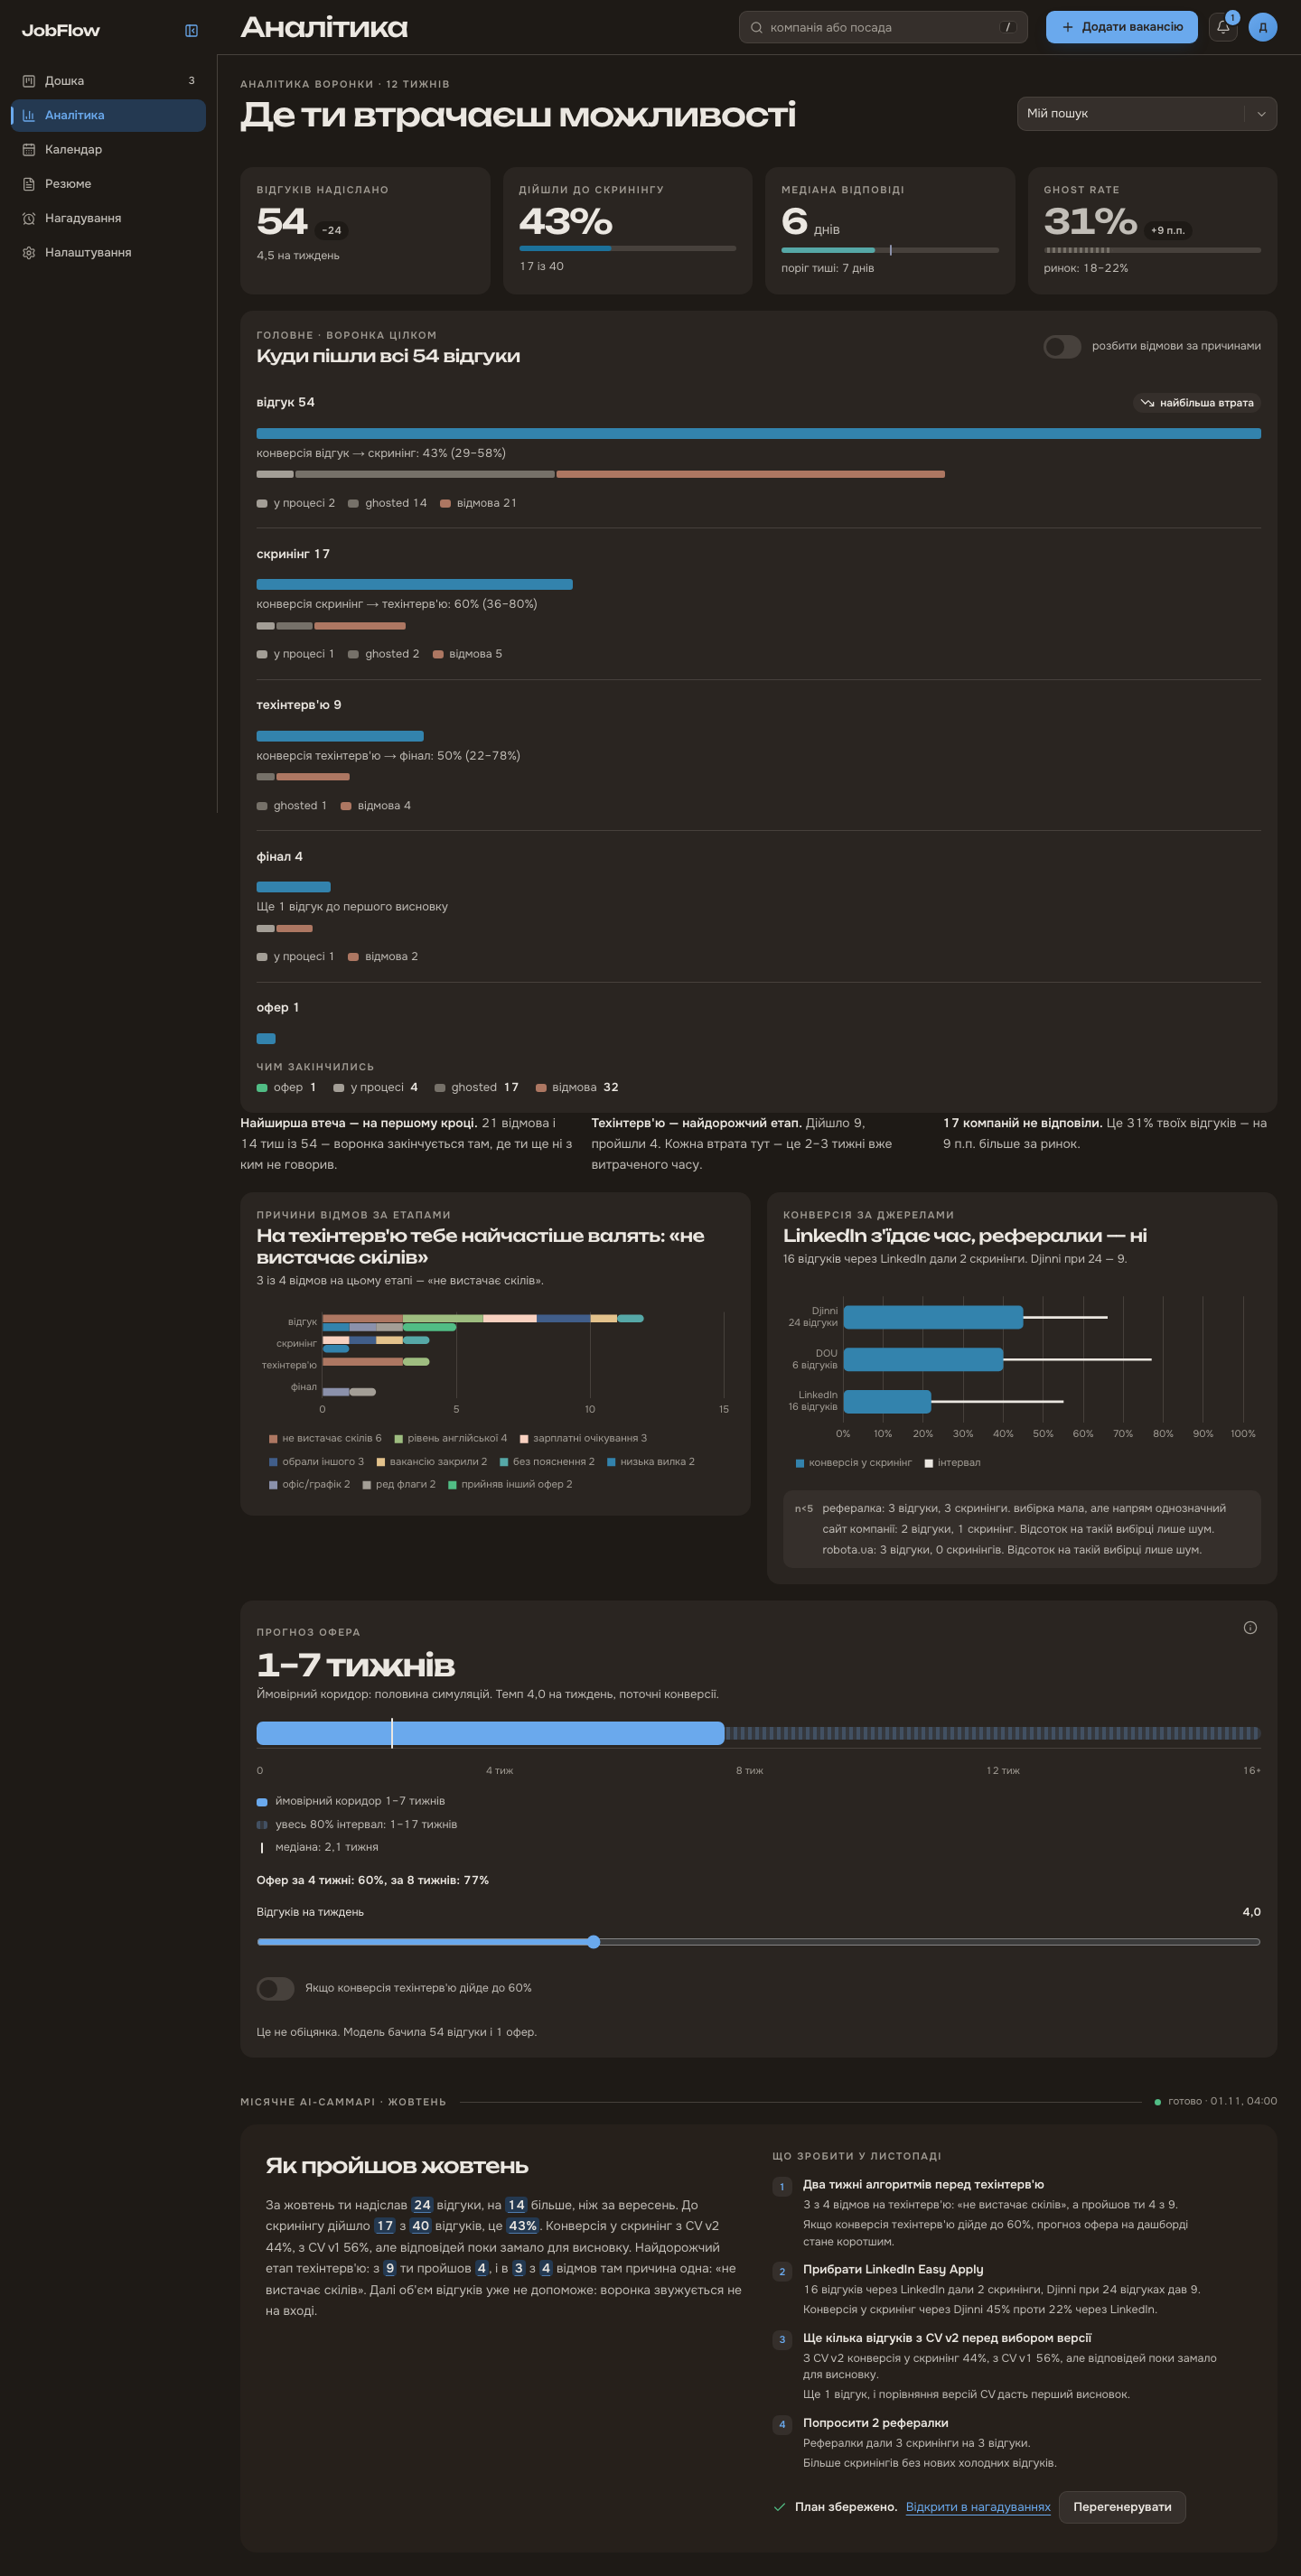 JobFlow
Дошка 3
Аналітика
Календар
Резюме
Нагадування
Налаштування
Аналітика
компанія або посада /
Додати вакансію
1
Д
АНАЛІТИКА ВОРОНКИ · 12 ТИЖНІВ
Де ти втрачаєш можливості
Мій пошук
ВІДГУКІВ НАДІСЛАНО
54 −24
4,5 на тиждень
ДІЙШЛИ ДО СКРИНІНГУ
43%
17 із 40
МЕДІАНА ВІДПОВІДІ
6 днів
поріг тиші: 7 днів
GHOST RATE
31% +9 п.п.
ринок: 18–22%
ГОЛОВНЕ · ВОРОНКА ЦІЛКОМ
Куди пішли всі 54 відгуки
розбити відмови за причинами
відгук 54
найбільша втрата
конверсія відгук → скринінг: 43% (29–58%)
у процесі 2 ghosted 14 відмова 21
скринінг 17
конверсія скринінг → техінтерв'ю: 60% (36–80%)
у процесі 1 ghosted 2 відмова 5
техінтерв'ю 9
конверсія техінтерв'ю → фінал: 50% (22–78%)
ghosted 1 відмова 4
фінал 4
Ще 1 відгук до першого висновку
у процесі 1 відмова 2
офер 1
ЧИМ ЗАКІНЧИЛИСЬ
офер 1 у процесі 4 ghosted 17 відмова 32
Найширша втеча — на першому кроці. 21 відмова і
14 тиш із 54 — воронка закінчується там, де ти ще ні з
ким не говорив.
Техінтерв'ю — найдорожчий етап. Дійшло 9,
пройшли 4. Кожна втрата тут — це 2–3 тижні вже
витраченого часу.
17 компаній не відповіли. Це 31% твоїх відгуків — на
9 п.п. більше за ринок.
ПРИЧИНИ ВІДМОВ ЗА ЕТАПАМИ
На техінтерв'ю тебе найчастіше валять: «не
вистачає скілів»
3 із 4 відмов на цьому етапі — «не вистачає скілів».
відгук
скринінг
техінтерв'ю
фінал
0 5 10 15
не вистачає скілів 6 рівень англійської 4 зарплатні очікування 3
обрали іншого 3 вакансію закрили 2 без пояснення 2 низька вилка 2
офіс/графік 2 ред флаги 2 прийняв інший офер 2
КОНВЕРСІЯ ЗА ДЖЕРЕЛАМИ
LinkedIn з'їдає час, рефералки — ні
16 відгуків через LinkedIn дали 2 скринінги. Djinni при 24 — 9.
Djinni
24 відгуки
DOU
6 відгуків
LinkedIn
16 відгуків
0% 10% 20% 30% 40% 50% 60% 70% 80% 90% 100%
конверсія у скринінг інтервал
n<5 рефералка: 3 відгуки, 3 скринінги. вибірка мала, але напрям однозначний
сайт компанії: 2 відгуки, 1 скринінг. Відсоток на такій вибірці лише шум.
robota.ua: 3 відгуки, 0 скринінгів. Відсоток на такій вибірці лише шум.
ПРОГНОЗ ОФЕРА
1–7 тижнів
Ймовірний коридор: половина симуляцій. Темп 4,0 на тиждень, поточні конверсії.
0 4 тиж 8 тиж 12 тиж 16+
ймовірний коридор 1–7 тижнів
увесь 80% інтервал: 1–17 тижнів
медіана: 2,1 тижня
Офер за 4 тижні: 60%, за 8 тижнів: 77%
Відгуків на тиждень 4,0
Якщо конверсія техінтерв'ю дійде до 60%
Це не обіцянка. Модель бачила 54 відгуки і 1 офер.
МІСЯЧНЕ AI-САММАРІ · ЖОВТЕНЬ
готово · 01.11, 04:00
Як пройшов жовтень
За жовтень ти надіслав 24 відгуки, на 14 більше, ніж за вересень. До
скринінгу дійшло 17 з 40 відгуків, це 43%. Конверсія у скринінг з CV v2
44%, з CV v1 56%, але відповідей поки замало для висновку. Найдорожчий
етап техінтерв'ю: з 9 ти пройшов 4, і в 3 з 4 відмов там причина одна: «не
вистачає скілів». Далі об'єм відгуків уже не допоможе: воронка звужується не
на вході.
ЩО ЗРОБИТИ У ЛИСТОПАДІ
1 Два тижні алгоритмів перед техінтерв'ю
3 з 4 відмов на техінтерв'ю: «не вистачає скілів», а пройшов ти 4 з 9.
Якщо конверсія техінтерв'ю дійде до 60%, прогноз офера на дашборді
стане коротшим.
2 Прибрати LinkedIn Easy Apply
16 відгуків через LinkedIn дали 2 скринінги, Djinni при 24 відгуках дав 9.
Конверсія у скринінг через Djinni 45% проти 22% через LinkedIn.
3 Ще кілька відгуків з CV v2 перед вибором версії
З CV v2 конверсія у скринінг 44%, з CV v1 56%, але відповідей поки замало
для висновку.
Ще 1 відгук, і порівняння версій CV дасть перший висновок.
4 Попросити 2 рефералки
Рефералки дали 3 скринінги на 3 відгуки.
Більше скринінгів без нових холодних відгуків.
План збережено. Відкрити в нагадуваннях Перегенерувати